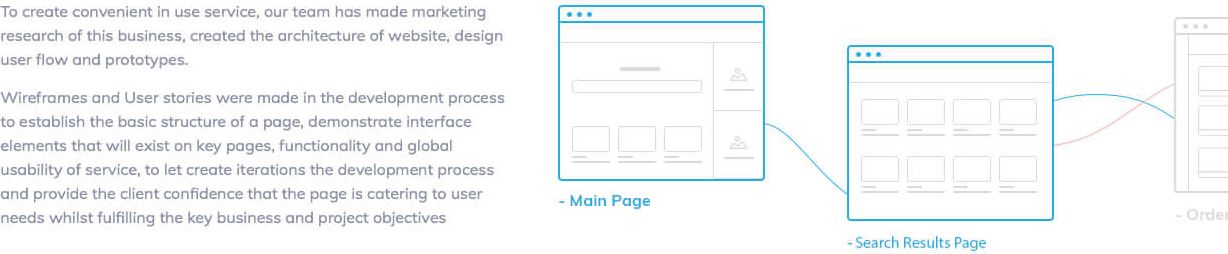 To create convenient in use service, our team has made marketing
research of this business, created the architecture of website, design
user flow and prototypes.
Wireframes and User stories were made in the development process
to establish the basic structure of a page, demonstrate interface
elements that will exist on key pages, functionality and global
usability of service, to let create iterations the development process
and provide the client confidence that the page is catering to user
needs whilst fulfilling the key business and project objectives
- Main Page
- Search Results Page
- Order